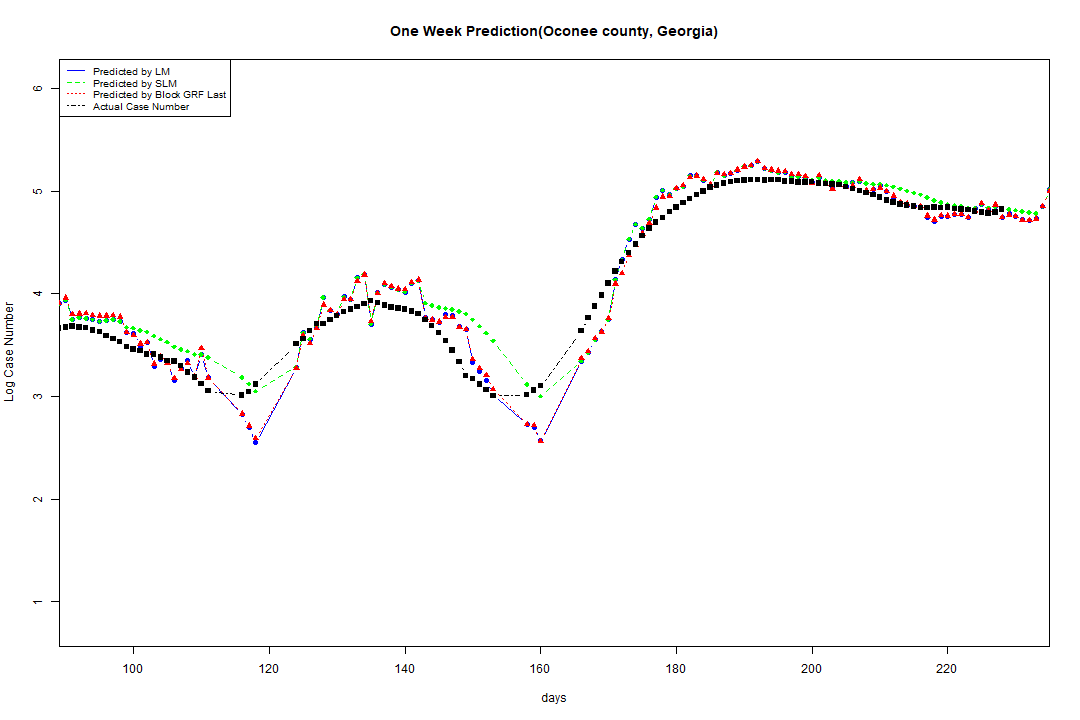 One Week Prediction(Oconee county, Georgia)
Predicted by LM
Predicted by SLM
Predicted by Block GRF Last
Actual Case Number
6
5
4
3
2
1
Log Case Number
100 120 140 160 180 200 220
days